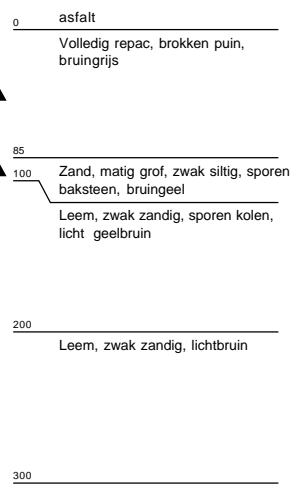 asfalt
0
Volledig repac, brokken puin,
bruingrijs
85
Zand, matig grof, zwak siltig, sporen
baksteen, bruingeel
100
Leem, zwak zandig, sporen kolen,
licht geelbruin
200
Leem, zwak zandig, lichtbruin
300